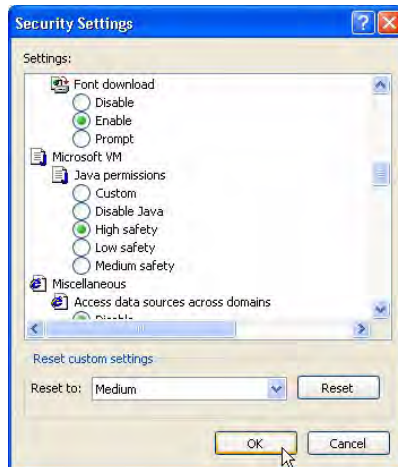 Security Settings
Settings:
Font download
Disable
Enable
Prompt
Microsoft VM
Java permissions
Custom
Disable Java
High safety
Low safety
Medium safety
Miscellaneous
Access data sources across domains
Disable
Reset custom settings
Reset to: Medium Reset
OK Cancel